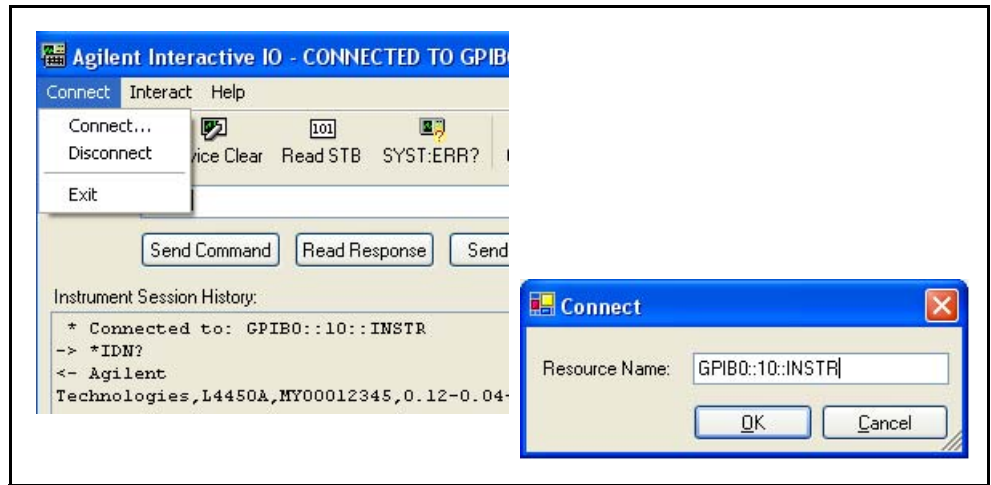 Agilent Interactive IO - CONNECTED TO GPIB
Connect Interact Help
Connect...
Disconnect
Exit
vice Clear Read STB SYST:ERR?
101
Send Command Read Response Send
Instrument Session History:
* Connected to: GPIB0::10::INSTR
-> *IDN?
<- Agilent
Technologies,L4450A,MY00012345,0.12-0.04-
Connect
Resource Name: GPIB0::10::INSTR
OK Cancel